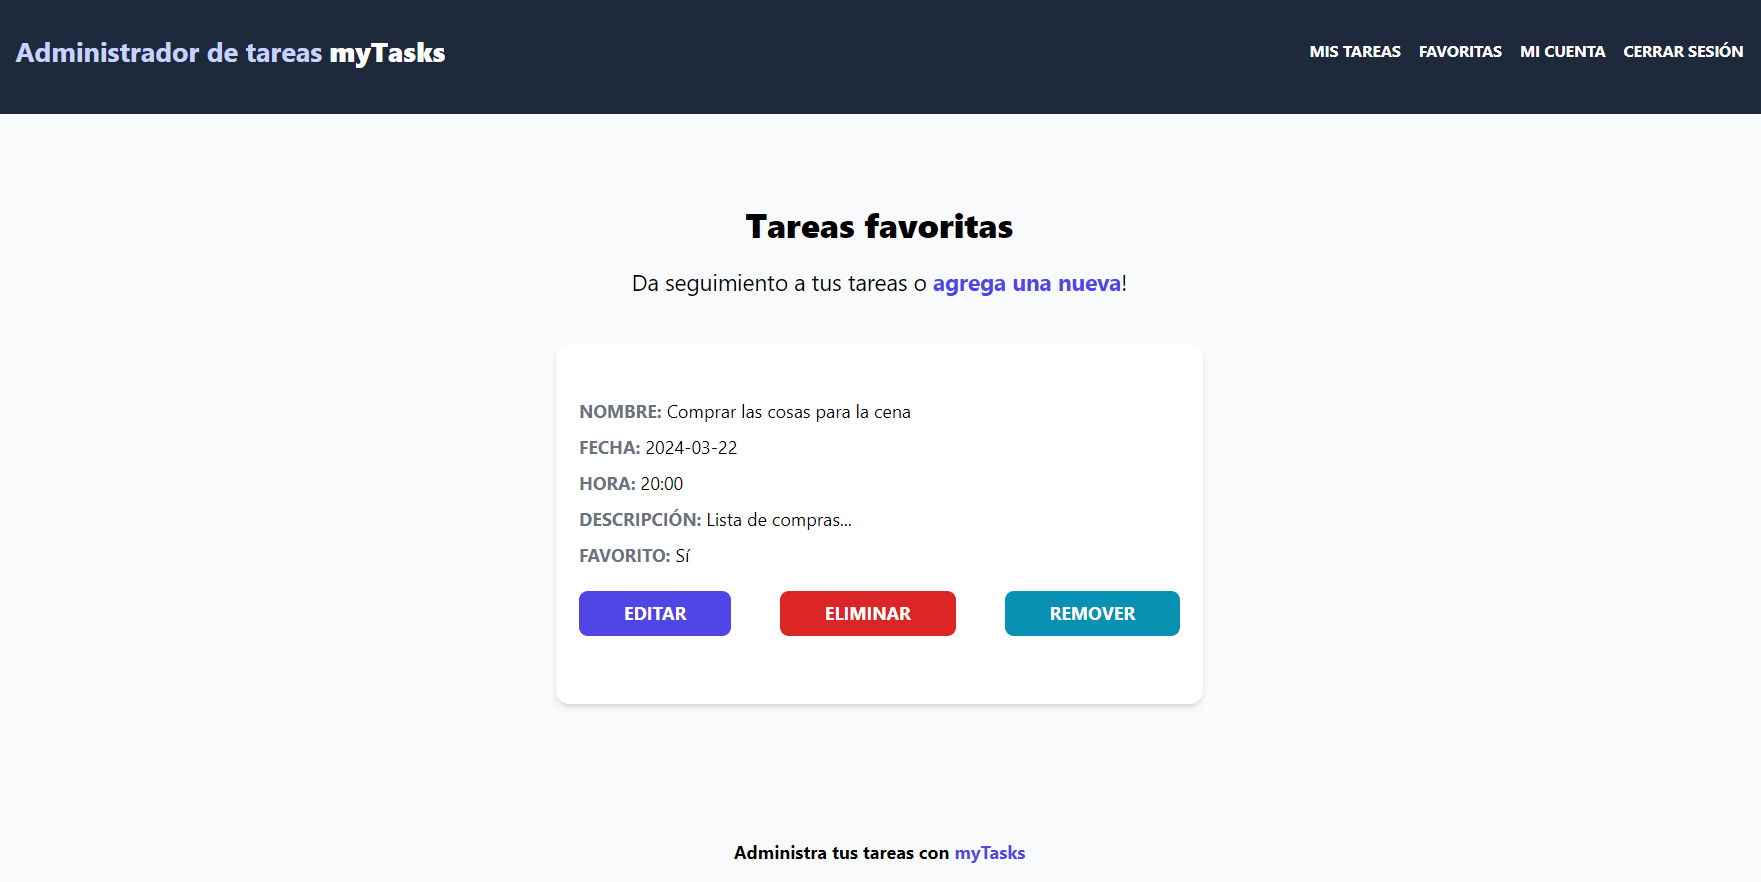 Administrador de tareas myTasks
MIS TAREAS FAVORITAS MI CUENTA CERRAR SESIÓN
Tareas favoritas
Da seguimiento a tus tareas o agrega una nueva!
NOMBRE: Comprar las cosas para la cena
FECHA: 2024-03-22
HORA: 20:00
DESCRIPCIÓN: Lista de compras...
FAVORITO: Sí
EDITAR ELIMINAR REMOVER
Administra tus tareas con myTasks